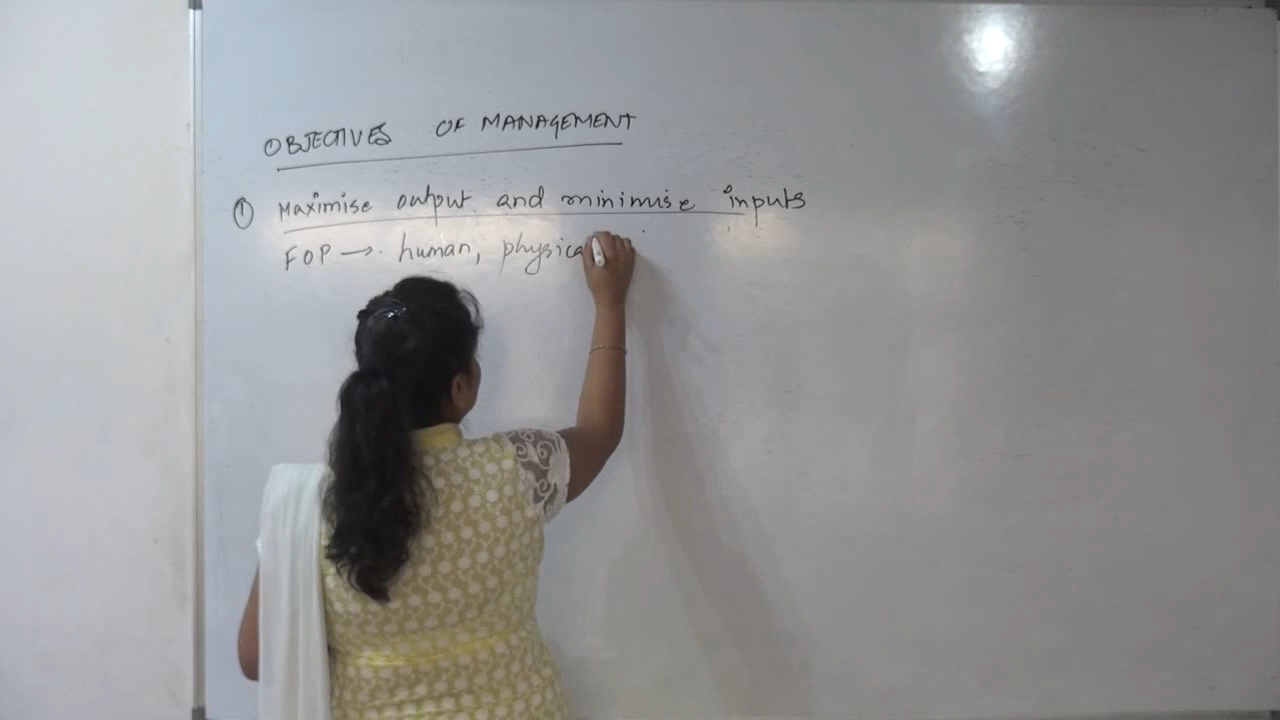 OBJECTIVES OF MANAGEMENT
① Maximise output and minimise inputs
FOP → human, physica